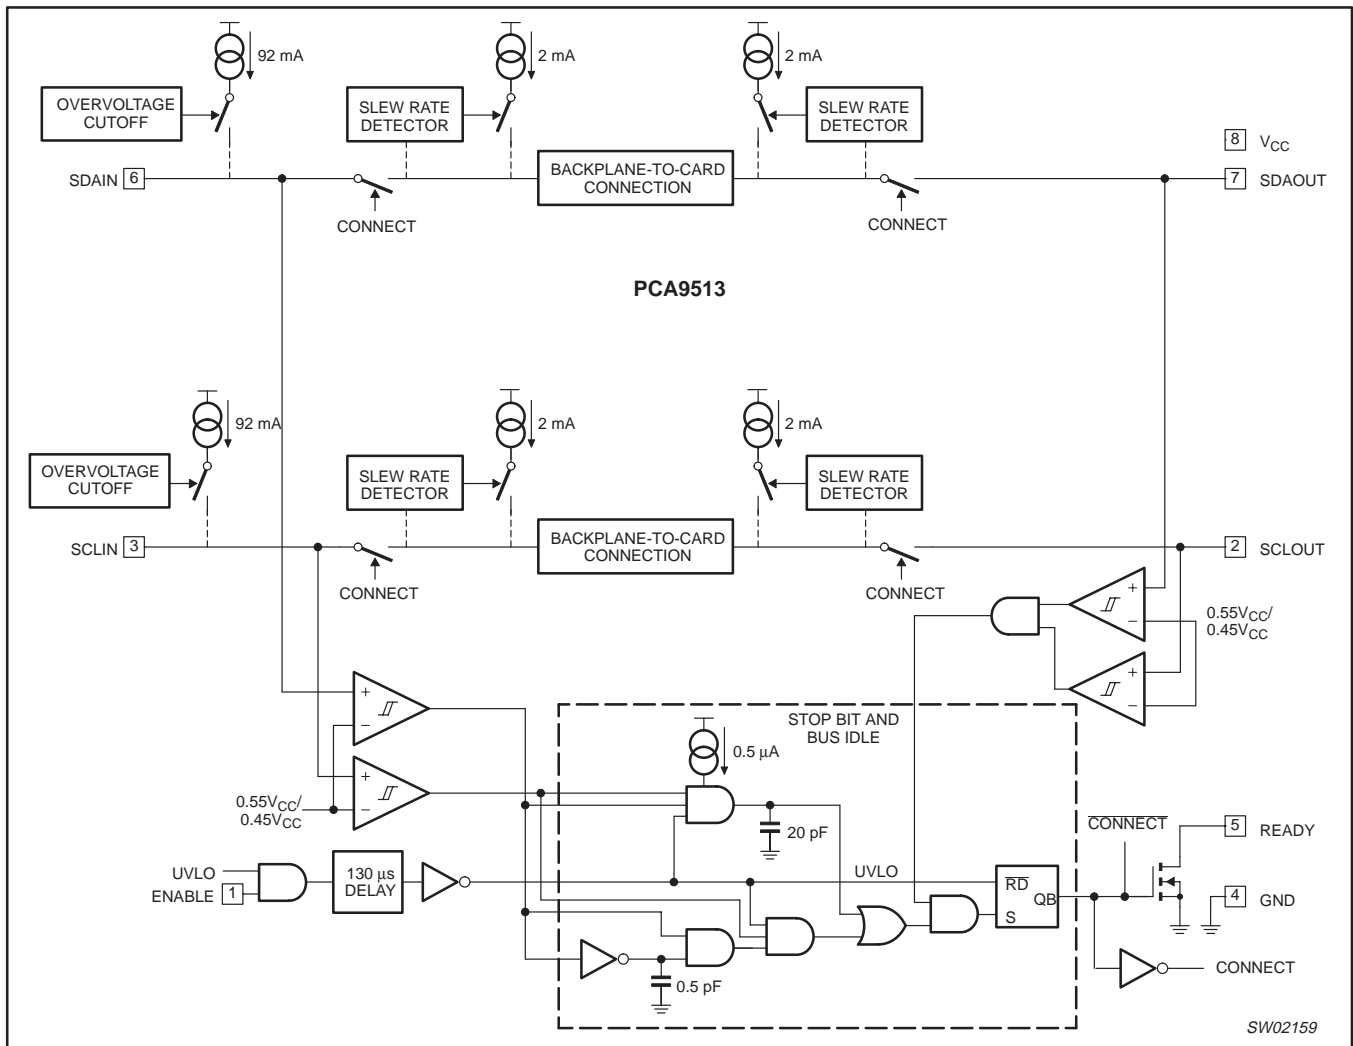 92 mA
2 mA
2 mA
OVERVOLTAGE
CUTOFF
SLEW RATE
DETECTOR
SLEW RATE
DETECTOR
8 VCC
SDAIN 6
BACKPLANE-TO-CARD
CONNECTION
7 SDAOUT
CONNECT
CONNECT
PCA9513
92 mA
2 mA
2 mA
OVERVOLTAGE
CUTOFF
SLEW RATE
DETECTOR
SLEW RATE
DETECTOR
SCLIN 3
BACKPLANE-TO-CARD
CONNECTION
2 SCLOUT
CONNECT
CONNECT
+
−
0.55VCC/
0.45VCC
+
−
+
−
STOP BIT AND
BUS IDLE
0.5 μA
+
−
0.55VCC/
0.45VCC
20 pF
CONNECT
5 READY
UVLO
ENABLE 1
130 μs
DELAY
UVLO
RD
QB
S
4 GND
0.5 pF
CONNECT
SW02159